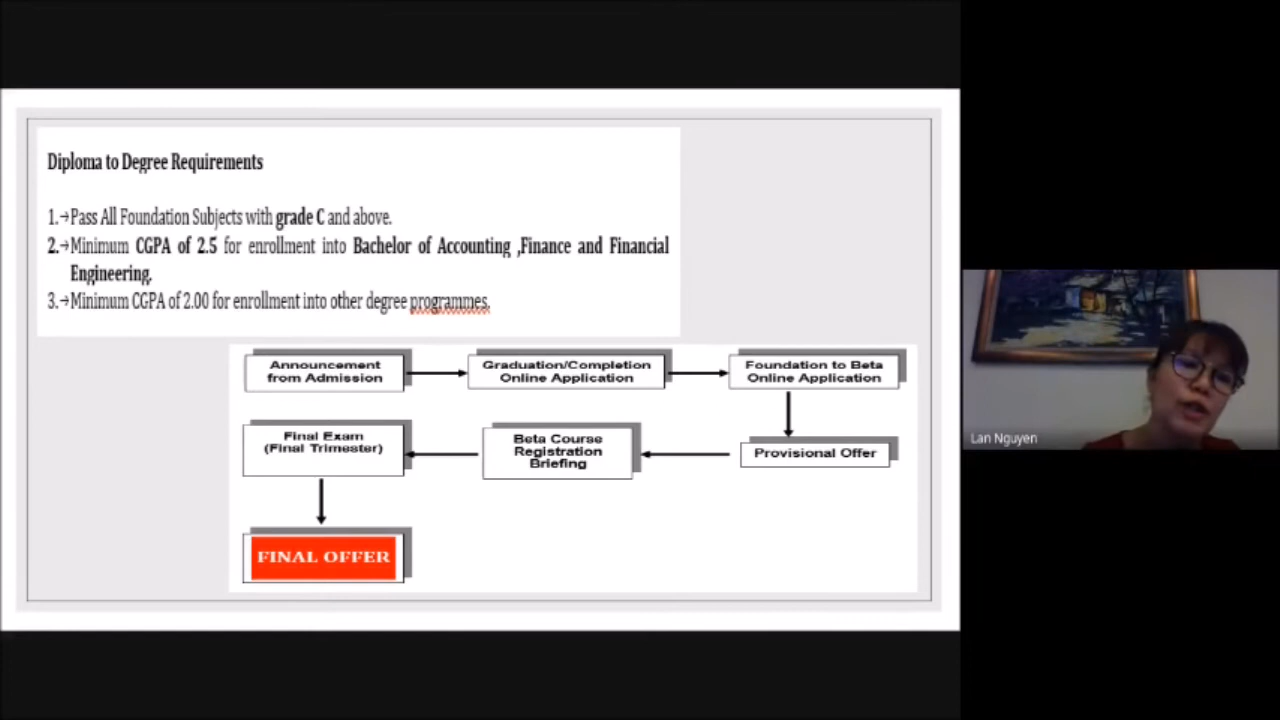 Diploma to Degree Requirements
1.→Pass All Foundation Subjects with grade C and above.
2.→Minimum CGPA of 2.5 for enrollment into Bachelor of Accounting ,Finance and Financial
Engineering.
3.→Minimum CGPA of 2.00 for enrollment into other degree programmes.
Announcement
from Admission
Graduation/Completion
Online Application
Foundation to Beta
Online Application
Provisional Offer
Beta Course
Registration
Briefing
Final Exam
(Final Trimester)
FINAL OFFER
Lan Nguyen